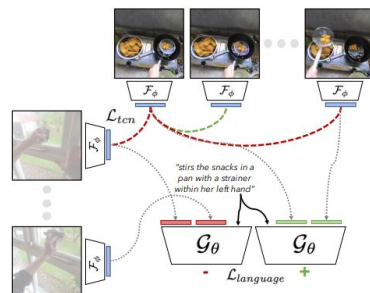 𝓕ϕ 𝓕ϕ 𝓕ϕ
𝓛tcn
𝓕ϕ
"stirs the snacks in a
pan with a strainer
within her left hand"
𝓖θ 𝓖θ
𝓕ϕ
- 𝓛language +